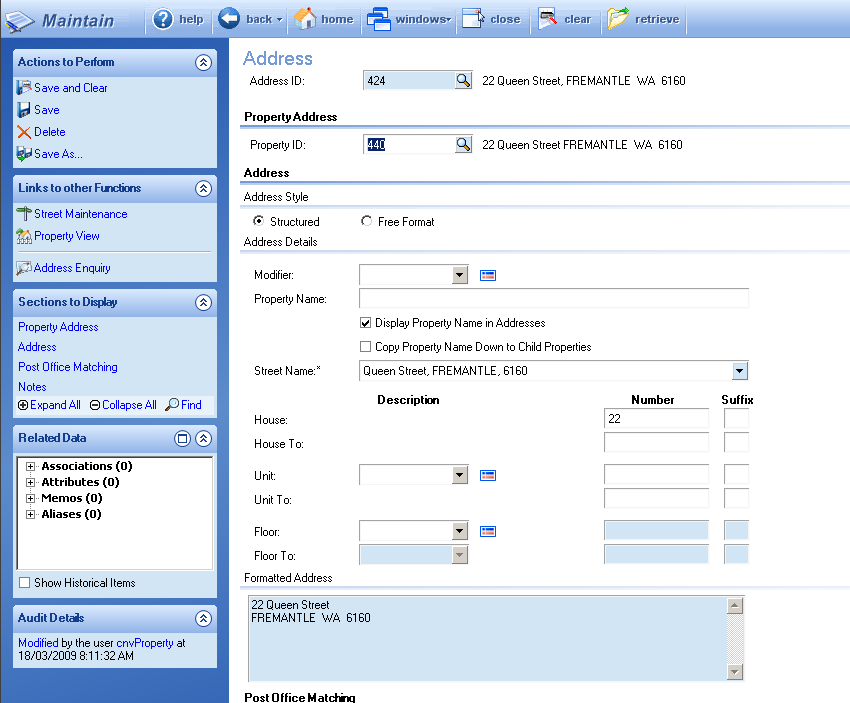 Maintain
help
back
home
windows
close
clear
retrieve
Actions to Perform
Save and Clear
Save
Delete
Save As...
Links to other Functions
Street Maintenance
Property View
Address Enquiry
Sections to Display
Property Address
Address
Post Office Matching
Notes
Expand All Collapse All Find
Related Data
Associations (0)
Attributes (0)
Memos (0)
Aliases (0)
Show Historical Items
Audit Details
Modified by the user cnvProperty at
18/03/2009 8:11:32 AM
Address
Address ID: 424 22 Queen Street, FREMANTLE WA 6160
Property Address
Property ID: 440 22 Queen Street FREMANTLE WA 6160
Address
Address Style
Structured Free Format
Address Details
Modifier:
Property Name:
Display Property Name in Addresses
Copy Property Name Down to Child Properties
Street Name:* Queen Street, FREMANTLE, 6160
Description Number Suffix
House: 22
House To:
Unit:
Unit To:
Floor:
Floor To:
Formatted Address
22 Queen Street
FREMANTLE WA 6160
Post Office Matching